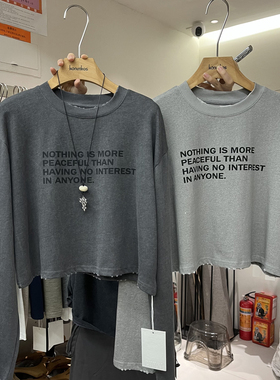 NOTHING IS MORE
PEACEFUL THAN
HAVING NO INTEREST
IN ANYONE.
NOTHING IS MORE
PEACEFUL THAN
HAVING NO INTEREST
IN ANYONE.